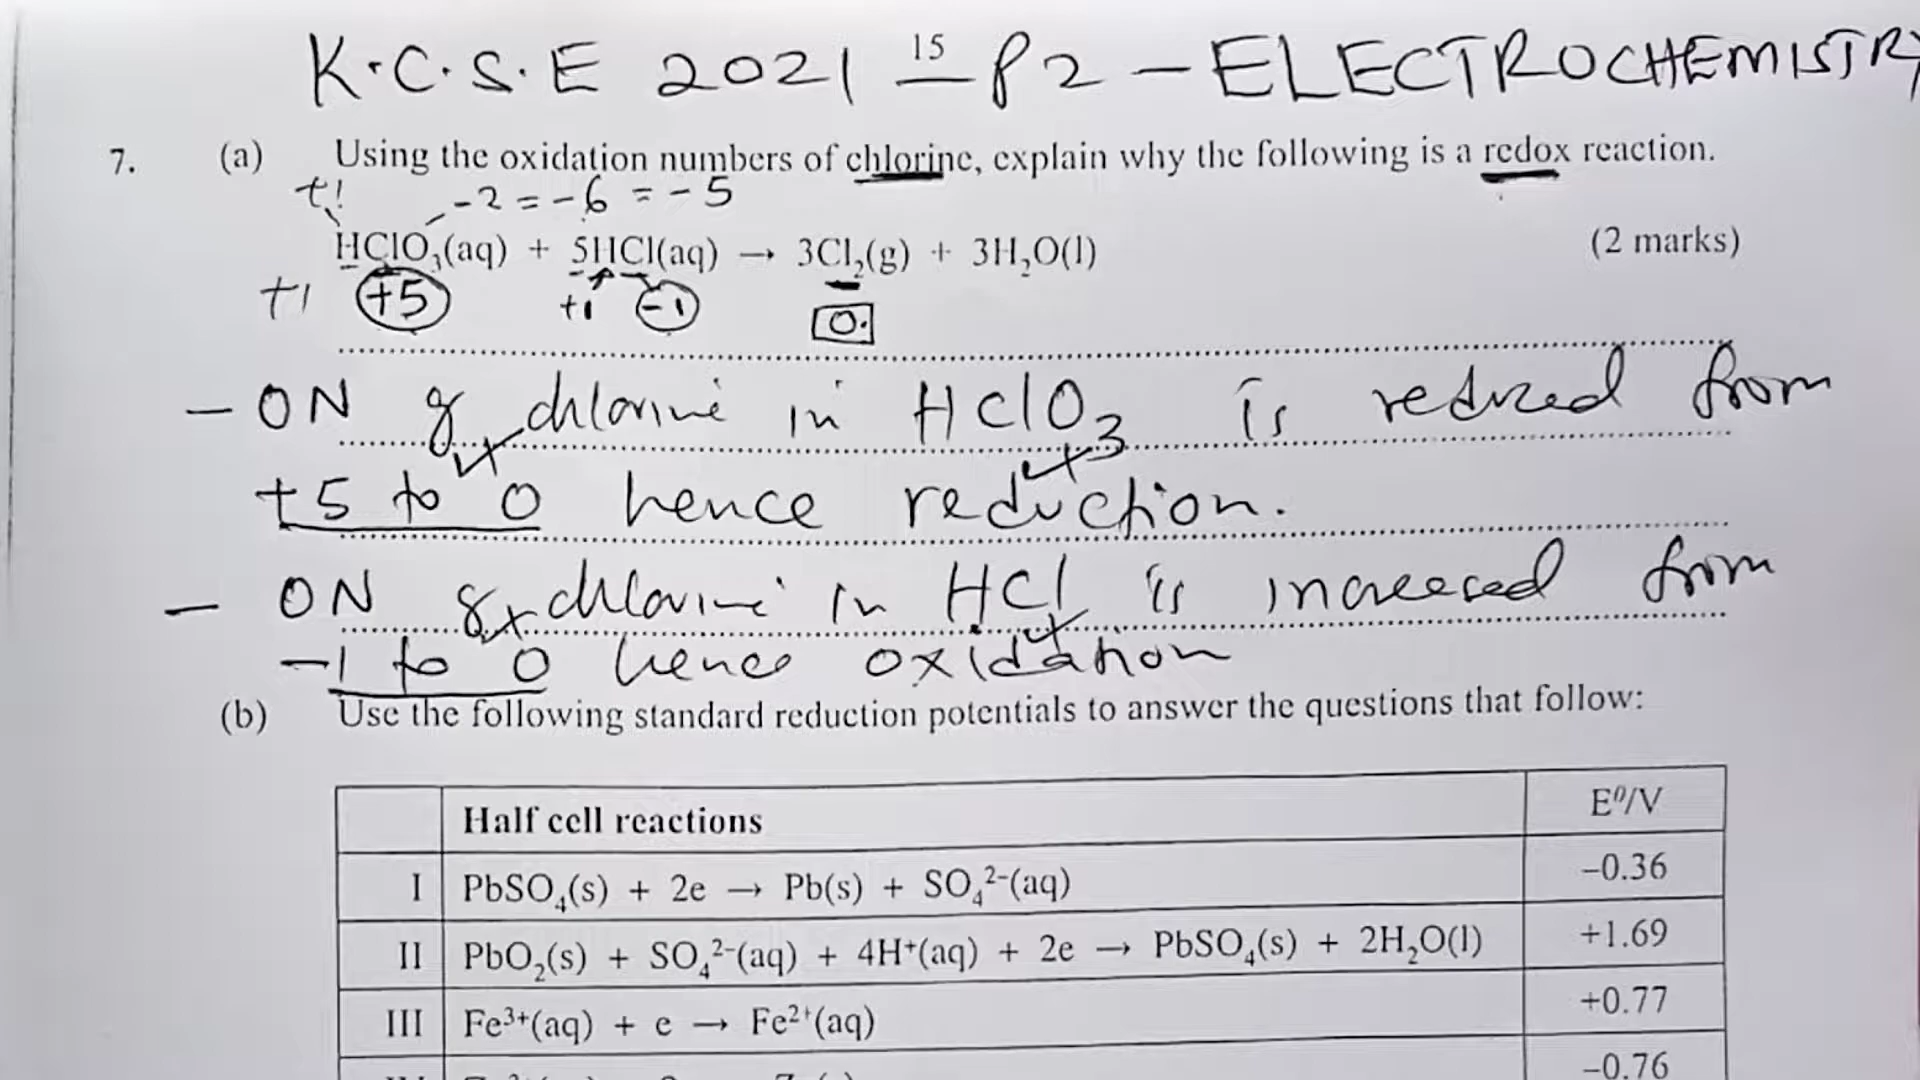 K.C.S.E 2021 P2 - ELECTROCHEMISTRY
15
7. (a) Using the oxidation numbers of chlorine, explain why the following is a redox reaction.
+1 -2 = -6 = -5
HClO₃(aq) + 5HCl(aq) → 3Cl₂(g) + 3H₂O(l) (2 marks)
+1 +5 +1 -1 0
- ON of chlorine in HClO₃ is reduced from
+5 to 0 hence reduction.
- ON of chlorine in HCl is increased from
-1 to 0 hence oxidation
(b) Use the following standard reduction potentials to answer the questions that follow:
Half cell reactions E⁰/V
I PbSO₄(s) + 2e → Pb(s) + SO₄²⁻(aq) −0.36
II PbO₂(s) + SO₄²⁻(aq) + 4H⁺(aq) + 2e → PbSO₄(s) + 2H₂O(l) +1.69
III Fe³⁺(aq) + e → Fe²⁺(aq) +0.77
−0.76